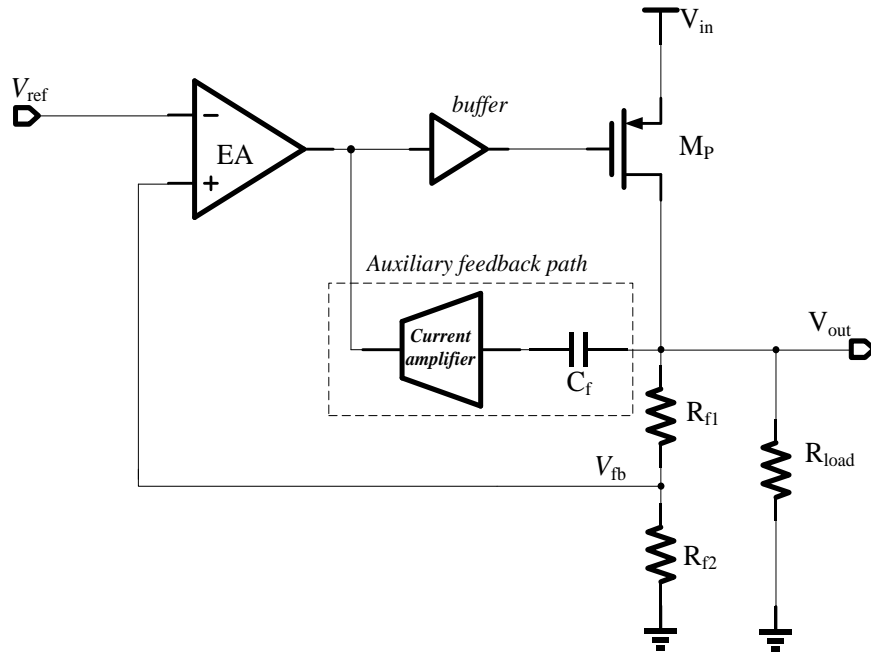 V_in
V_ref
buffer
−
EA
+
M_P
Auxiliary feedback path
Current
amplifier
C_f
V_out
R_f1
R_load
V_fb
R_f2